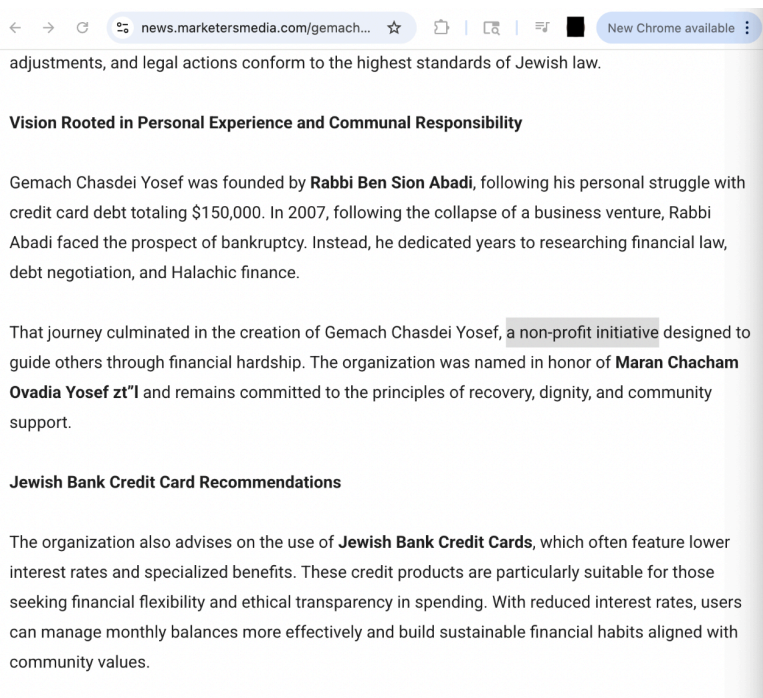 news.marketersmedia.com/gemach...
New Chrome available
adjustments, and legal actions conform to the highest standards of Jewish law.
Vision Rooted in Personal Experience and Communal Responsibility
Gemach Chasdei Yosef was founded by Rabbi Ben Sion Abadi, following his personal struggle with
credit card debt totaling $150,000. In 2007, following the collapse of a business venture, Rabbi
Abadi faced the prospect of bankruptcy. Instead, he dedicated years to researching financial law,
debt negotiation, and Halachic finance.
That journey culminated in the creation of Gemach Chasdei Yosef, a non-profit initiative designed to
guide others through financial hardship. The organization was named in honor of Maran Chacham
Ovadia Yosef zt"l and remains committed to the principles of recovery, dignity, and community
support.
Jewish Bank Credit Card Recommendations
The organization also advises on the use of Jewish Bank Credit Cards, which often feature lower
interest rates and specialized benefits. These credit products are particularly suitable for those
seeking financial flexibility and ethical transparency in spending. With reduced interest rates, users
can manage monthly balances more effectively and build sustainable financial habits aligned with
community values.